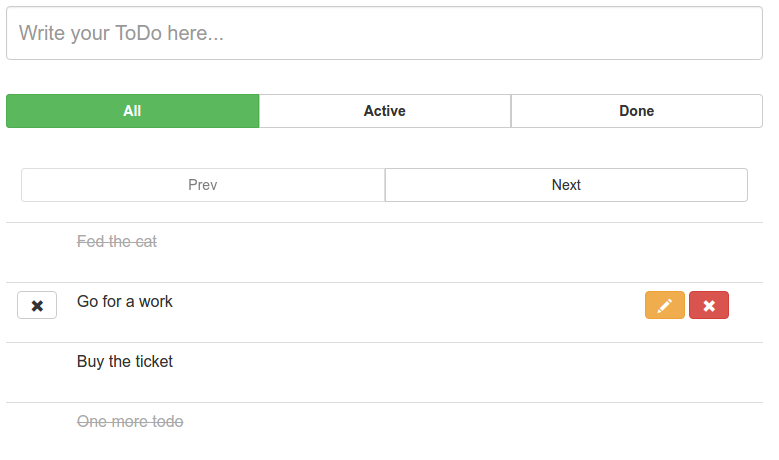 Write your ToDo here...
All Active Done
Prev Next
Fed the cat
Go for a work
Buy the ticket
One more todo